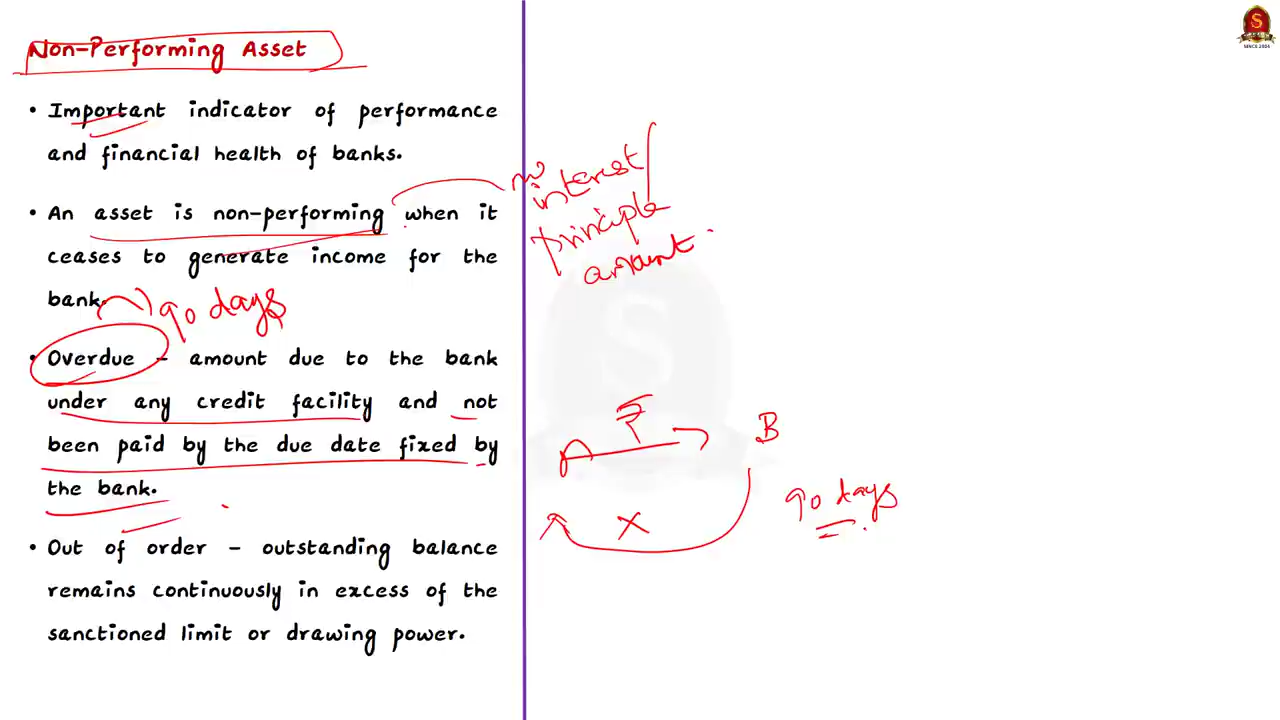 Non-Performing Asset
• Important indicator of performance
and financial health of banks.
• An asset is non-performing when it
ceases to generate income for the
bank.
90 days
• Overdue – amount due to the bank
under any credit facility and not
been paid by the due date fixed by
the bank.
• Out of order – outstanding balance
remains continuously in excess of the
sanctioned limit or drawing power.
interest/
principle
amount.
₹
B
90 days
X
S
SINCE 2004